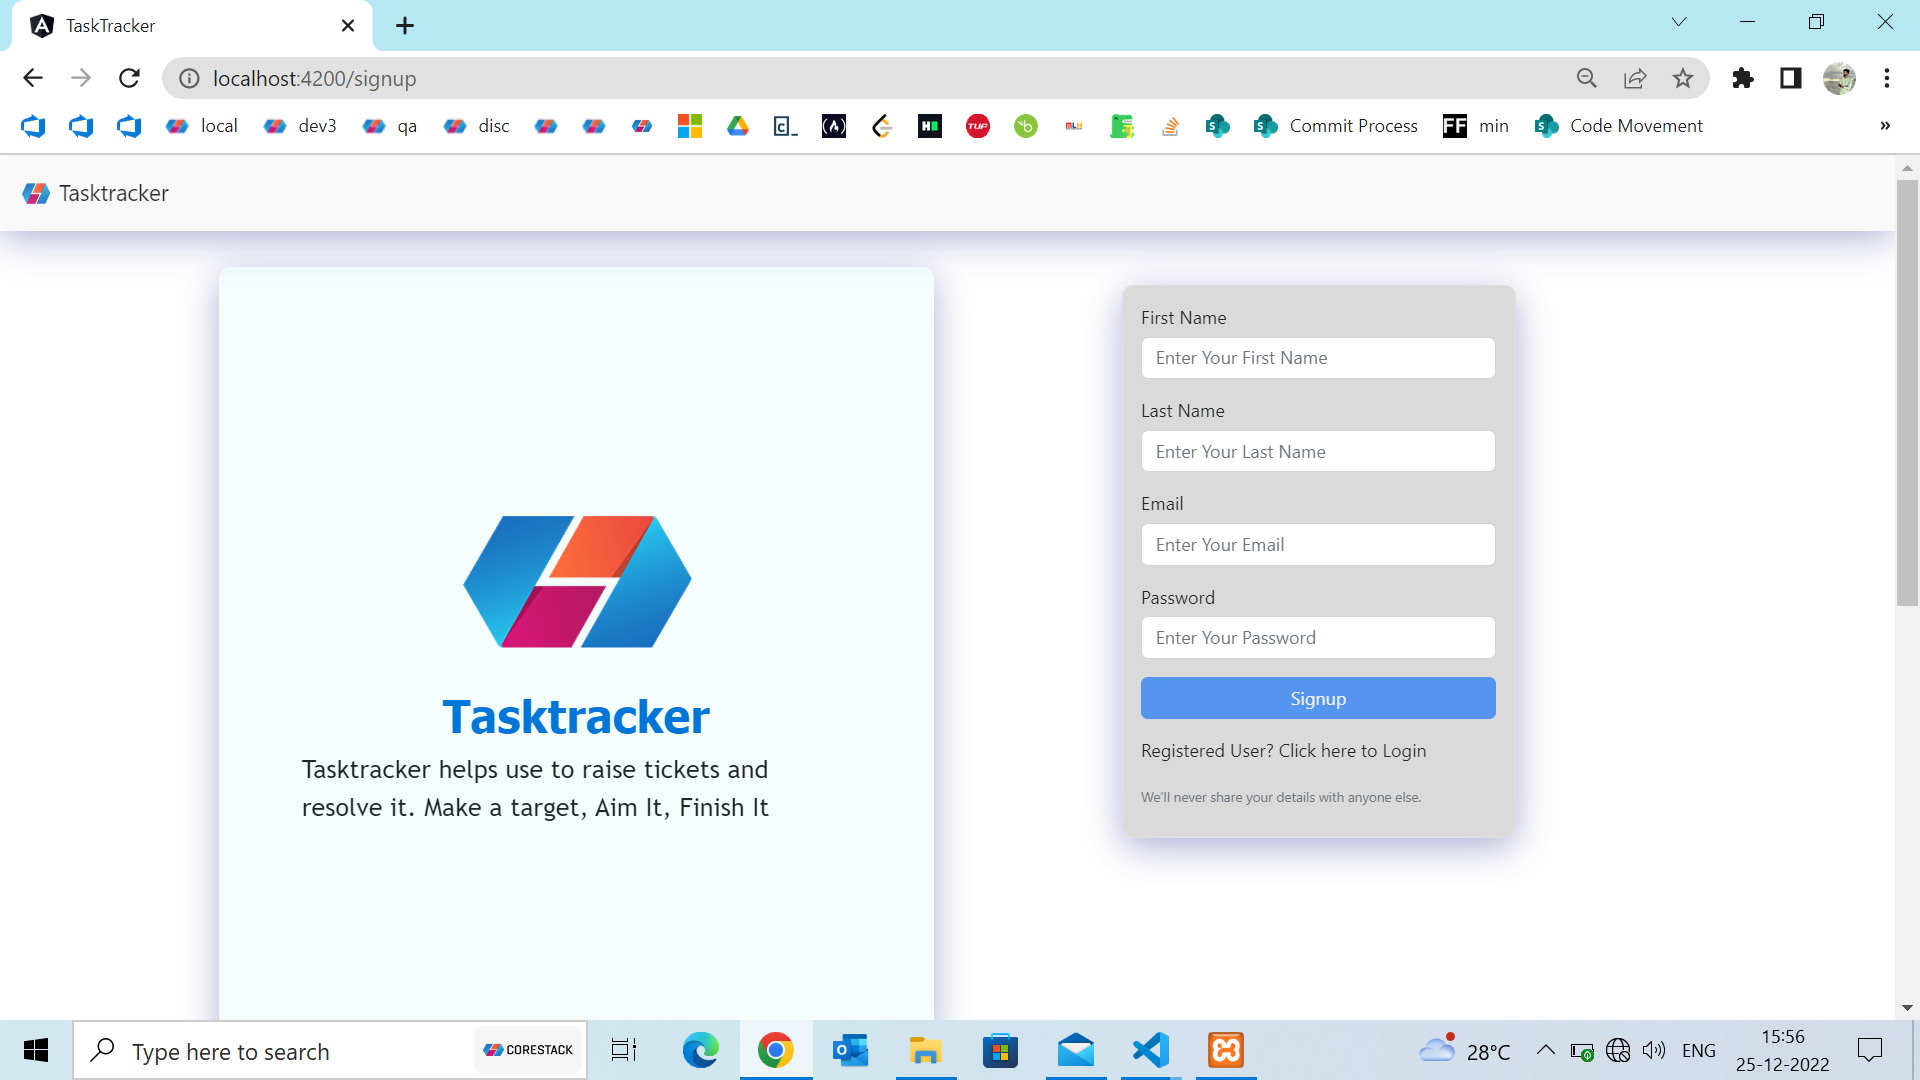 TaskTracker
localhost:4200/signup
local
dev3
qa
disc
TUF
MLH
Commit Process
FF
min
Code Movement
»
Tasktracker
Tasktracker
Tasktracker helps use to raise tickets and
resolve it. Make a target, Aim It, Finish It
First Name
Enter Your First Name
Last Name
Enter Your Last Name
Email
Enter Your Email
Password
Enter Your Password
Signup
Registered User? Click here to Login
We'll never share your details with anyone else.
Type here to search
CORESTACK
28°C
ENG
15:56
25-12-2022